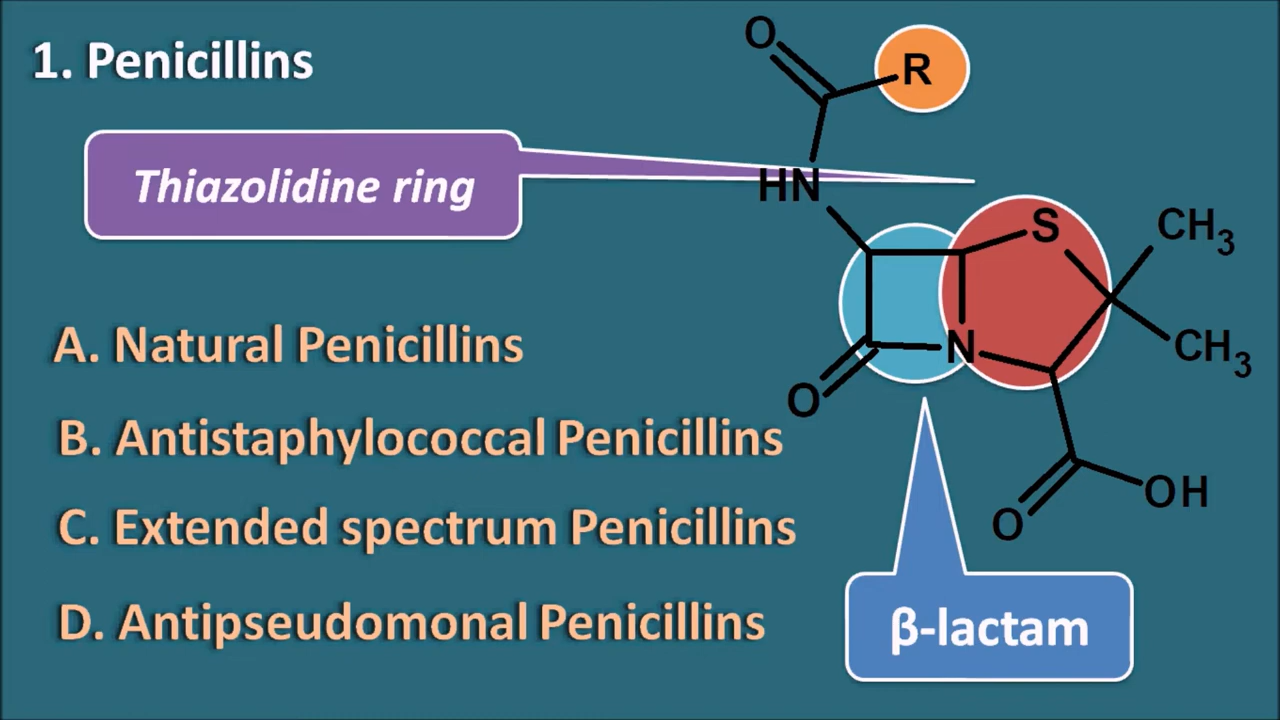 1. Penicillins
Thiazolidine ring
A. Natural Penicillins
B. Antistaphylococcal Penicillins
C. Extended spectrum Penicillins
D. Antipseudomonal Penicillins
O
R
HN
S
CH₃
N
CH₃
O
OH
O
β-lactam